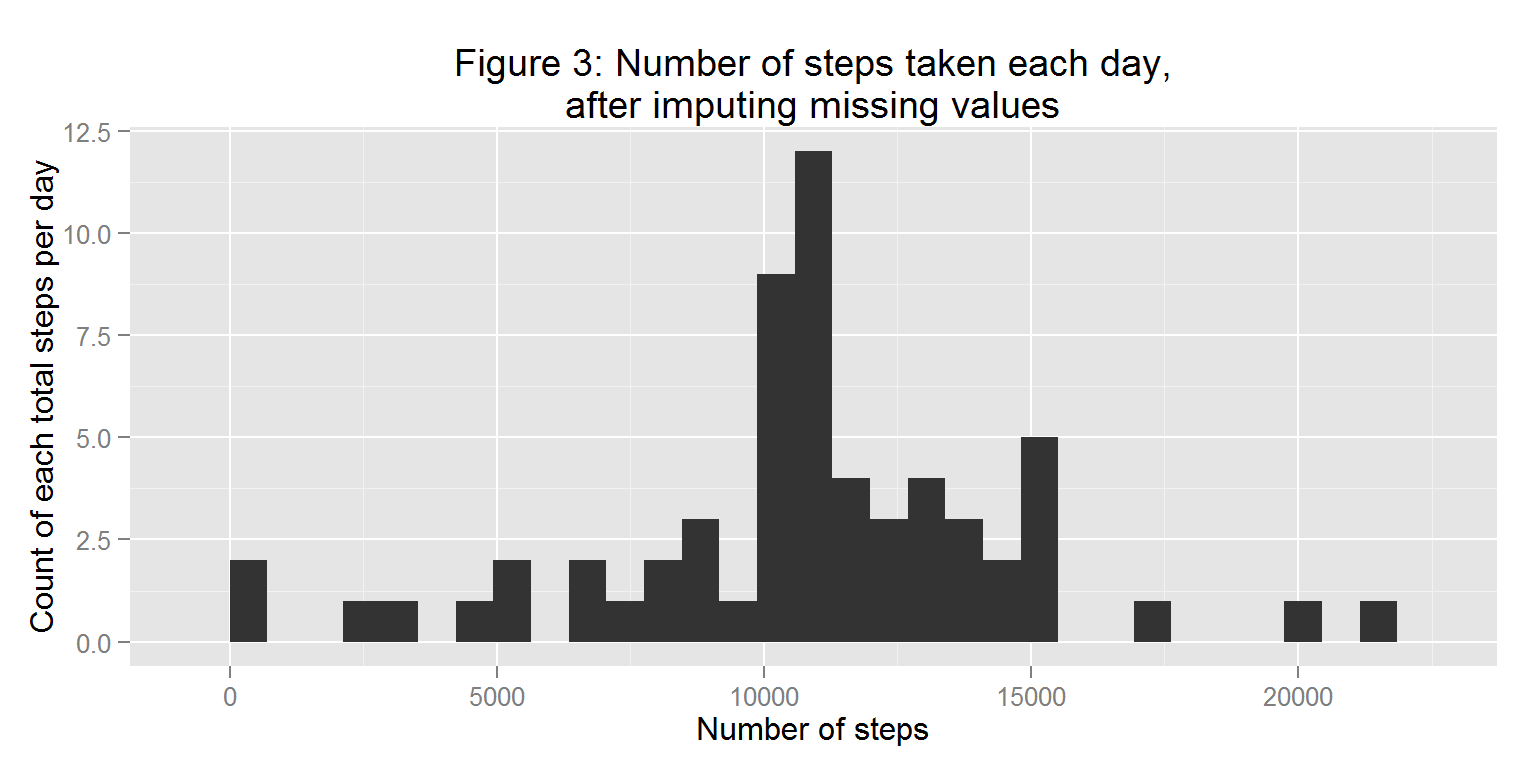 Figure 3: Number of steps taken each day,
after imputing missing values
Count of each total steps per day
12.5
10.0
7.5
5.0
2.5
0.0
0 5000 10000 15000 20000
Number of steps